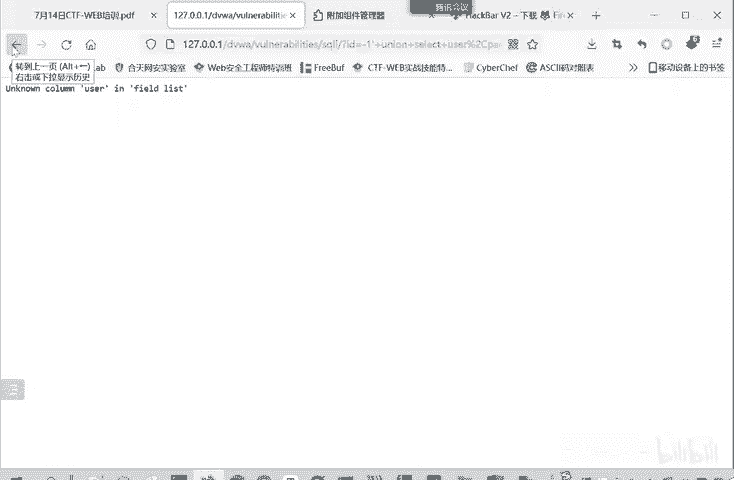 腾讯会议
7月14日CTF-WEB培训.pdf
127.0.0.1/dvwa/vulnerabilities
附加组件管理器
HackBar V2 – 下载
127.0.0.1/dvwa/vulnerabilities/sqli/?id=-1'+union+select+user%2Cpa
转到上一页 (Alt+←)
右击或下拉显示历史
ab
合天网安实验室
Web安全工程师特训班
FreeBuf
CTF-WEB实战技能特...
CyberChef
ASCII码对照表
移动设备上的书签
Unknown column 'user' in 'field list'
bilibili